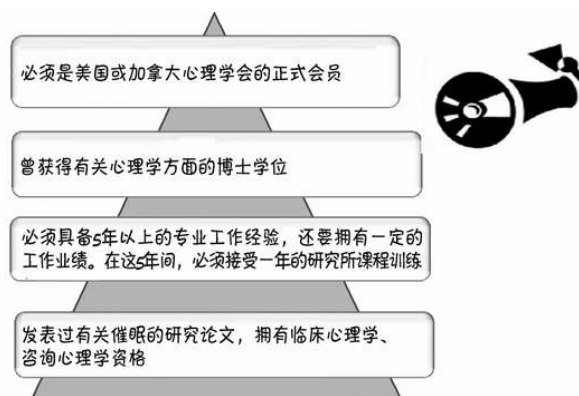 必须是美国或加拿大心理学会的正式会员
曾获得有关心理学方面的博士学位
必须具备5年以上的专业工作经验，还要拥有一定的
工作业绩。在这5年间，必须接受一年的研究所课程训练
发表过有关催眠的研究论文，拥有临床心理学、
咨询心理学资格